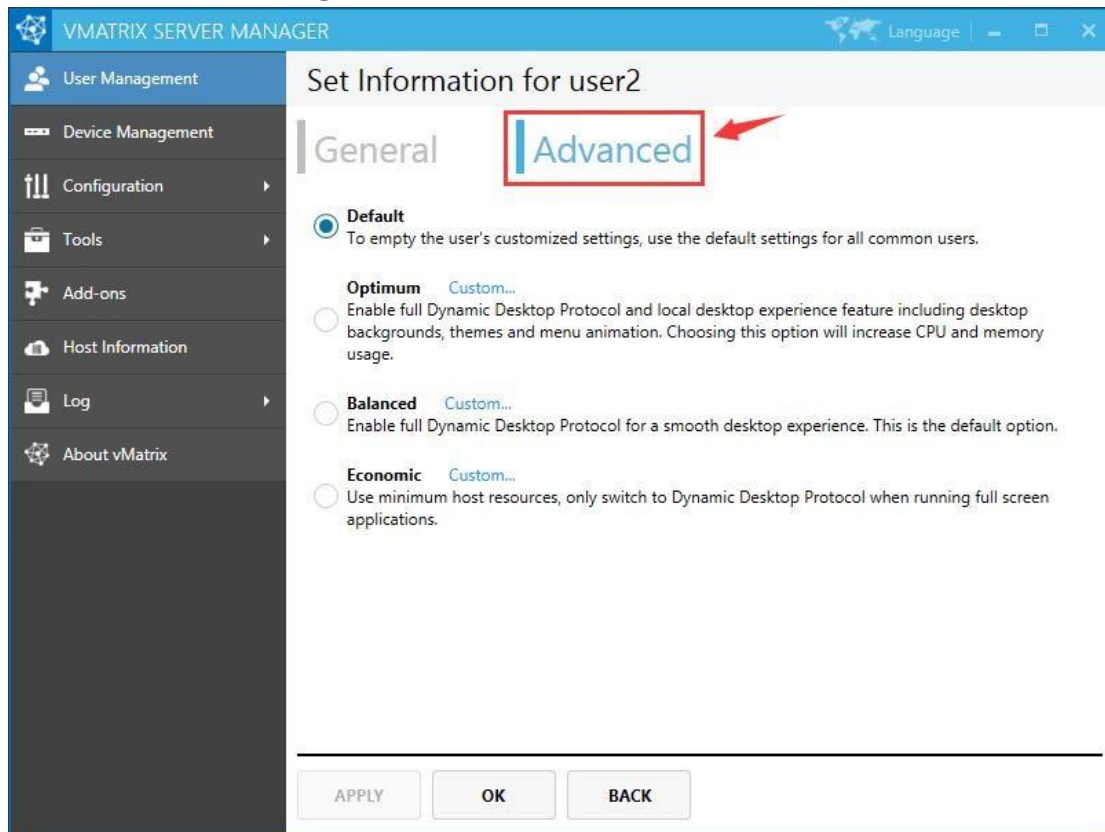 VMATRIX SERVER MANAGER
Language
User Management
Device Management
Configuration
Tools
Add-ons
Host Information
Log
About vMatrix
Set Information for user2
General
Advanced
Default
To empty the user's customized settings, use the default settings for all common users.
Optimum Custom...
Enable full Dynamic Desktop Protocol and local desktop experience feature including desktop
backgrounds, themes and menu animation. Choosing this option will increase CPU and memory
usage.
Balanced Custom...
Enable full Dynamic Desktop Protocol for a smooth desktop experience. This is the default option.
Economic Custom...
Use minimum host resources, only switch to Dynamic Desktop Protocol when running full screen
applications.
APPLY OK BACK